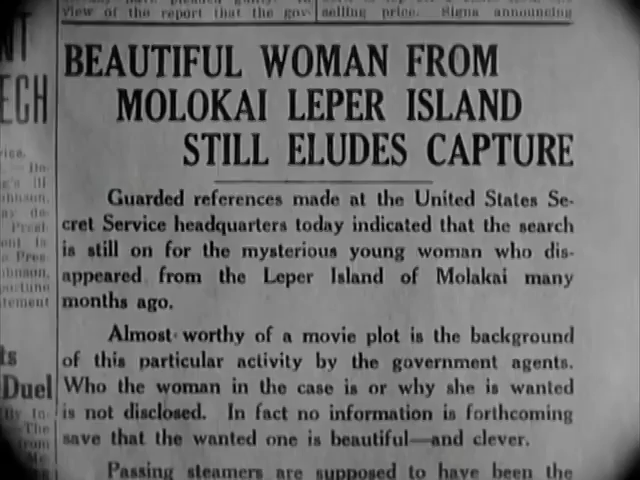 view of the report that the gov-
selling price. Signs announcing
BEAUTIFUL WOMAN FROM
MOLOKAI LEPER ISLAND
STILL ELUDES CAPTURE
Guarded references made at the United States Se-
cret Service headquarters today indicated that the search
is still on for the mysterious young woman who dis-
appeared from the Leper Island of Molakai many
months ago.
Almost worthy of a movie plot is the background
of this particular activity by the government agents.
Who the woman in the case is or why she is wanted
is not disclosed. In fact no information is forthcoming
save that the wanted one is beautiful—and clever.
Passing steamers are supposed to have been the
Duel